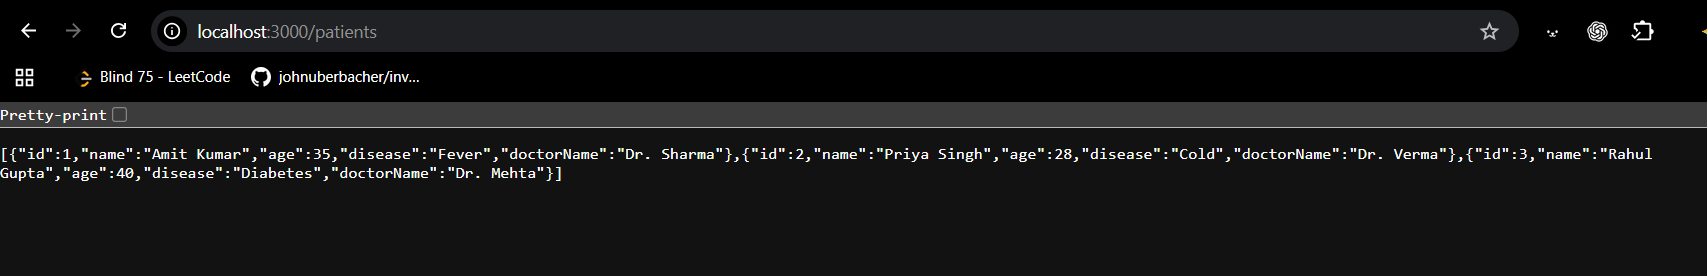 localhost:3000/patients
Blind 75 - LeetCode johnuberbacher/inv...
Pretty-print
[{"id":1,"name":"Amit Kumar","age":35,"disease":"Fever","doctorName":"Dr. Sharma"},{"id":2,"name":"Priya Singh","age":28,"disease":"Cold","doctorName":"Dr. Verma"},{"id":3,"name":"Rahul
Gupta","age":40,"disease":"Diabetes","doctorName":"Dr. Mehta"}]